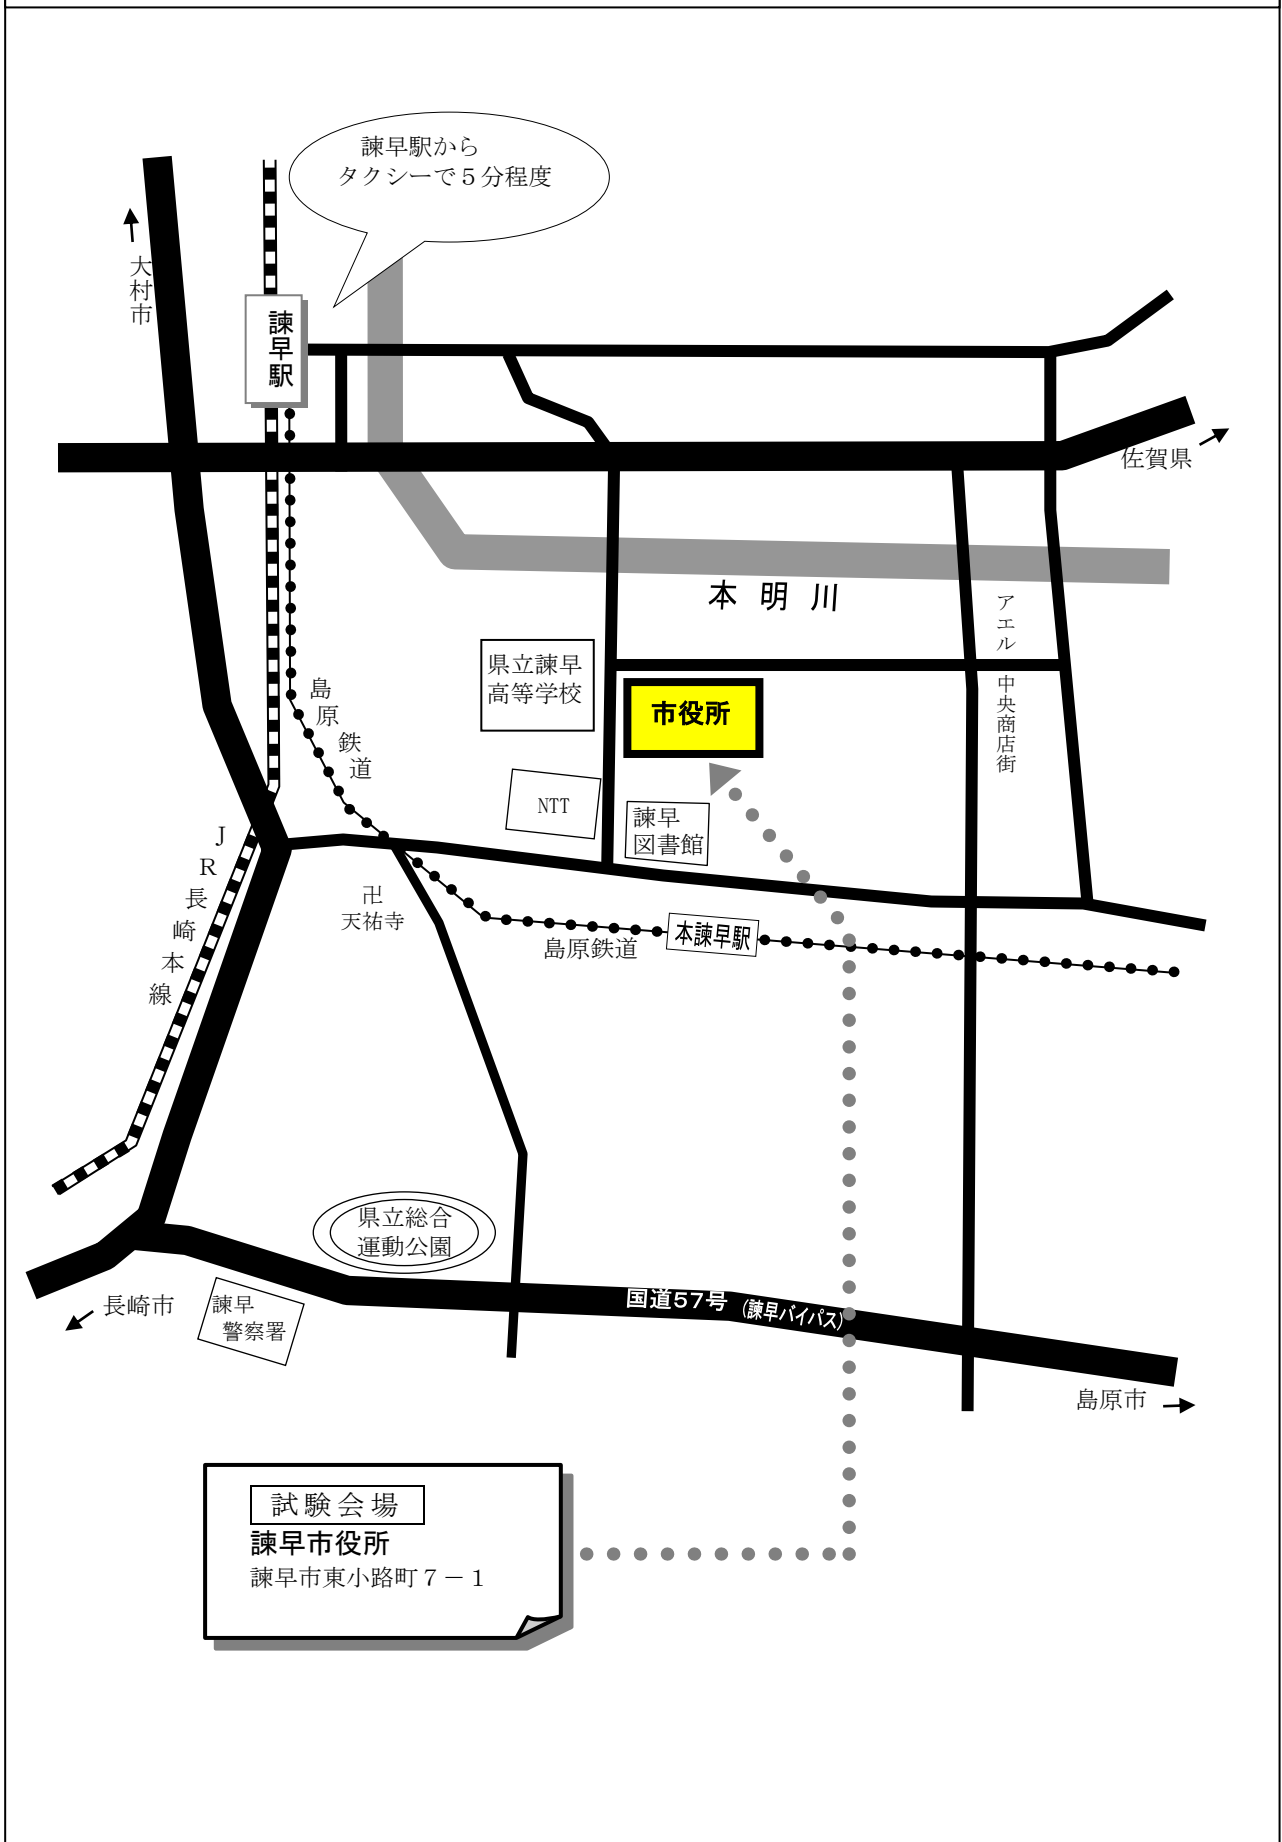 諫早駅から
タクシーで５分程度
大村市
諫早駅
佐賀県
本明川
アエル中央商店街
県立諫早
高等学校
市役所
島原鉄道
NTT
諫早
図書館
ＪＲ長崎本線
卍
天祐寺
本諫早駅
島原鉄道
県立総合
運動公園
国道57号（諫早バイパス）
長崎市
諫早
警察署
島原市
試験会場
諫早市役所
諫早市東小路町７－１